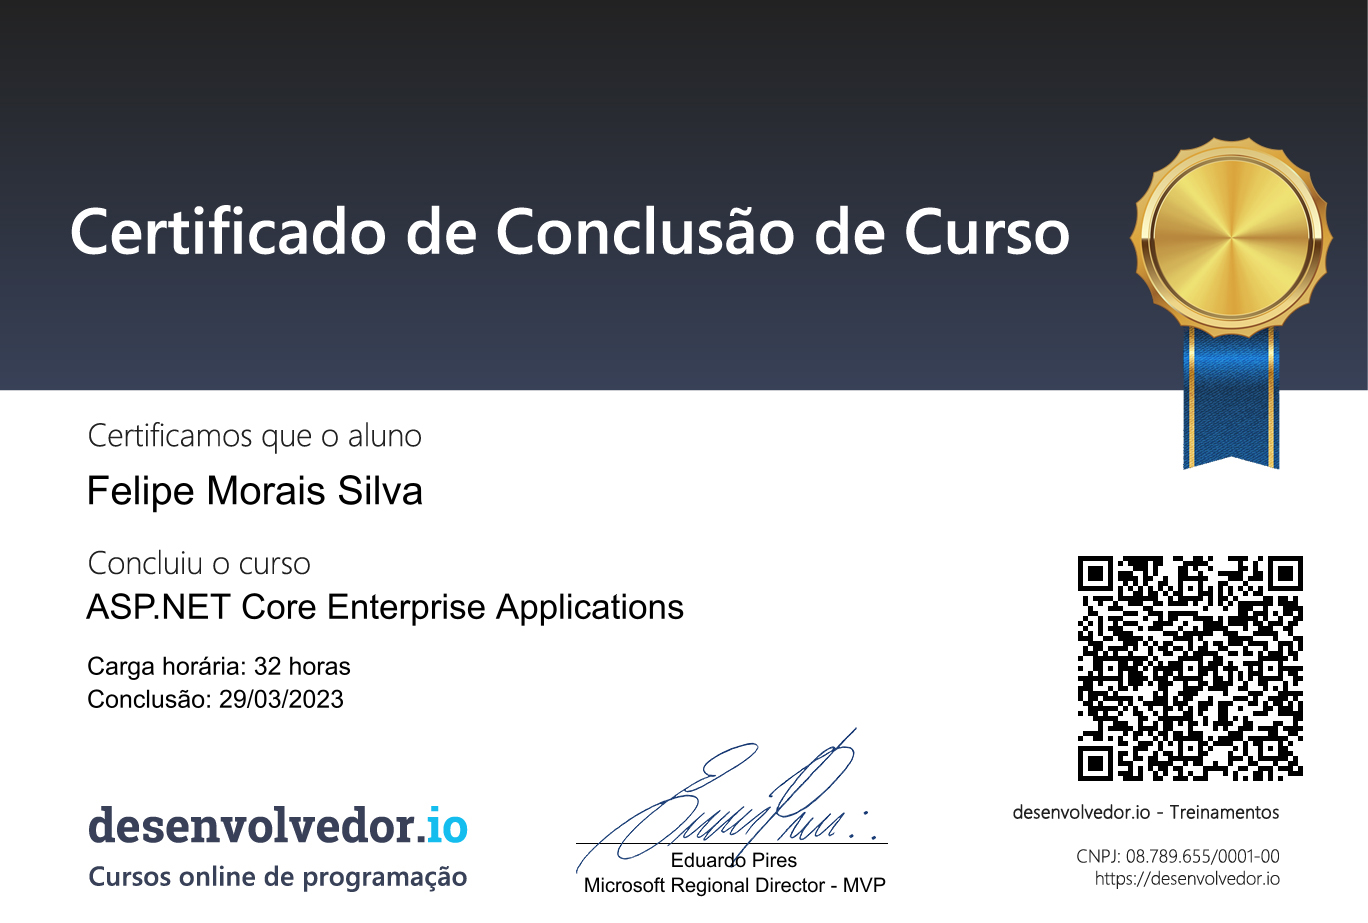 Certificado de Conclusão de Curso
Certificamos que o aluno
Felipe Morais Silva
Concluiu o curso
ASP.NET Core Enterprise Applications
Carga horária: 32 horas
Conclusão: 29/03/2023
desenvolvedor.io
Cursos online de programação
Eduardo Pires
Microsoft Regional Director - MVP
desenvolvedor.io - Treinamentos
CNPJ: 08.789.655/0001-00
https://desenvolvedor.io